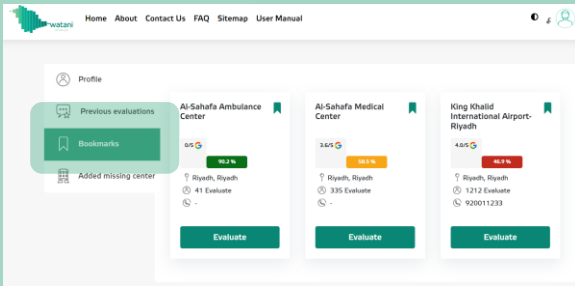 watani
Home About Contact Us FAQ Sitemap User Manual
Profile
Previous evaluations
Bookmarks
Added missing center
Al-Sahafa Ambulance
Center
0/5 G
90.2 %
Riyadh, Riyadh
41 Evaluate
-
Evaluate
Al-Sahafa Medical
Center
3.6/5 G
58.5 %
Riyadh, Riyadh
335 Evaluate
-
Evaluate
King Khalid
International Airport-
Riyadh
4.0/5 G
46.9 %
Riyadh, Riyadh
1212 Evaluate
920011233
Evaluate